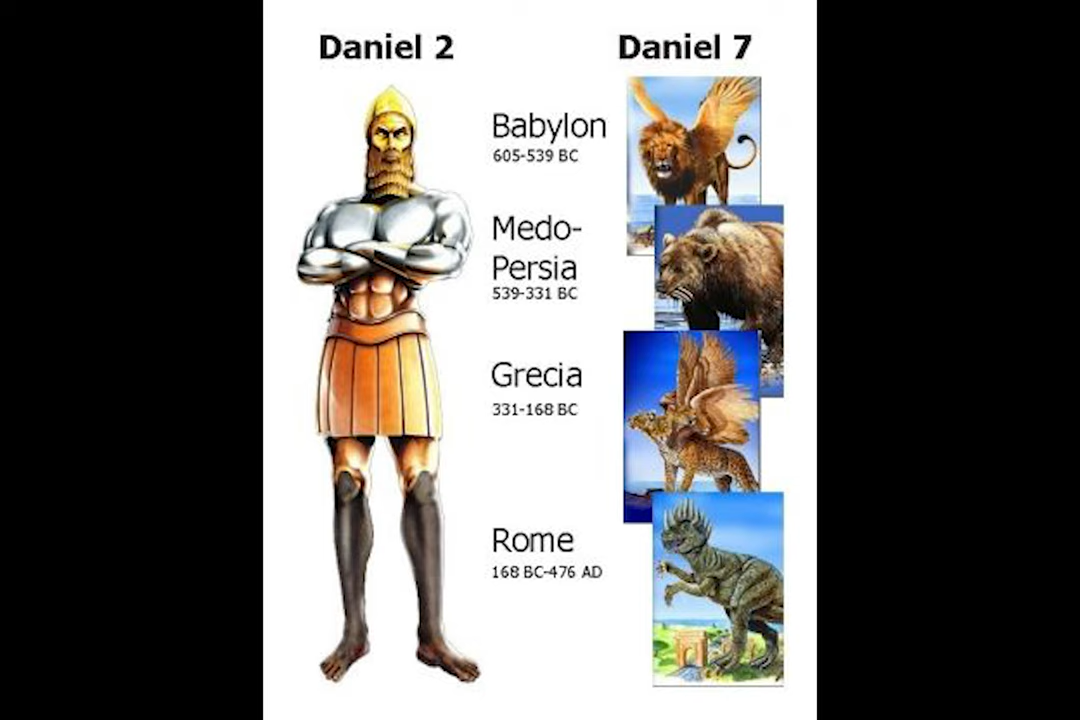 Daniel 2
Daniel 7
Babylon
605-539 BC
Medo-
Persia
539-331 BC
Grecia
331-168 BC
Rome
168 BC-476 AD